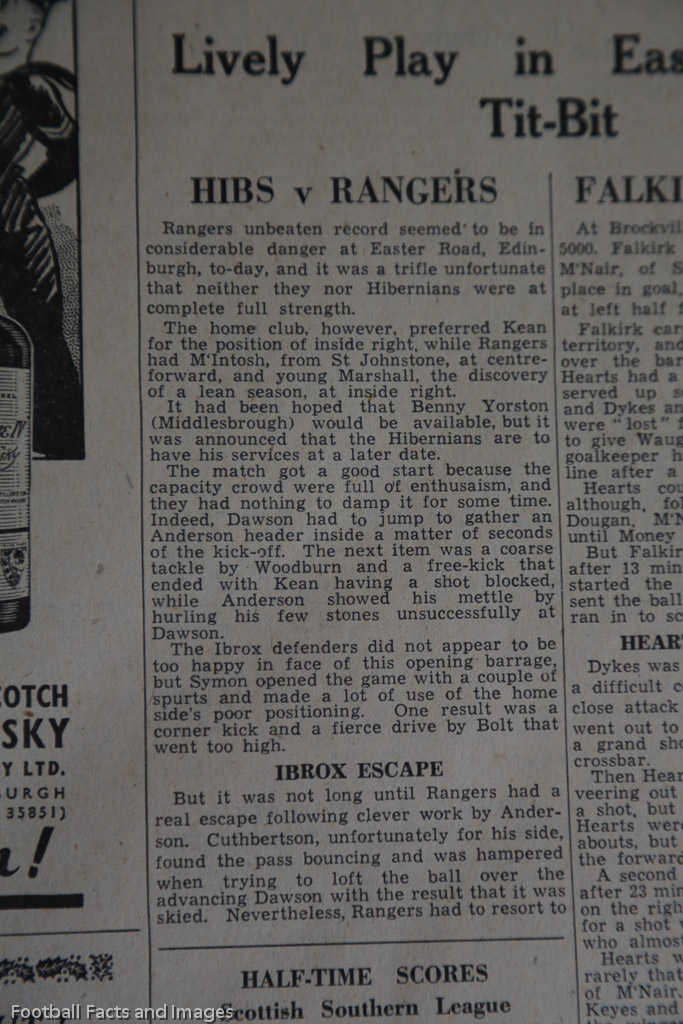 Lively Play in Eas
Tit-Bit
HIBS v RANGERS
Rangers unbeaten record seemed to be in
considerable danger at Easter Road, Edin-
burgh, to-day, and it was a trifle unfortunate
that neither they nor Hibernians were at
complete full strength.
The home club, however, preferred Kean
for the position of inside right, while Rangers
had M'Intosh, from St Johnstone, at centre-
forward, and young Marshall, the discovery
of a lean season, at inside right.
It had been hoped that Benny Yorston
(Middlesbrough) would be available, but it
was announced that the Hibernians are to
have his services at a later date.
The match got a good start because the
capacity crowd were full of enthusaism, and
they had nothing to damp it for some time.
Indeed, Dawson had to jump to gather an
Anderson header inside a matter of seconds
of the kick-off. The next item was a coarse
tackle by Woodburn and a free-kick that
ended with Kean having a shot blocked,
while Anderson showed his mettle by
hurling his few stones unsuccessfully at
Dawson.
The Ibrox defenders did not appear to be
too happy in face of this opening barrage,
but Symon opened the game with a couple of
spurts and made a lot of use of the home
side's poor positioning. One result was a
corner kick and a fierce drive by Bolt that
went too high.
IBROX ESCAPE
But it was not long until Rangers had a
real escape following clever work by Ander-
son. Cuthbertson, unfortunately for his side,
found the pass bouncing and was hampered
when trying to loft the ball over the
advancing Dawson with the result that it was
skied. Nevertheless, Rangers had to resort to
HALF-TIME SCORES
Scottish Southern League
FALKI
At Brockvil
5000. Falkirk
M'Nair, of S
place in goal,
at left half f
Falkirk car
territory, and
over the bar
Hearts had a
served up s
and Dykes an
were "lost" f
to give Waug
goalkeeper h
line after a
Hearts cou
although, fol
Dougan, M'N
until Money
But Falkir
after 13 min
started the
sent the ball
ran in to sc
HEAR
Dykes was
a difficult c
close attack
went out to
a grand sho
crossbar.
Then Hear
veering out
a shot, but
Hearts were
abouts, but
the forward
A second
after 23 min
on the righ
for a shot
who almost
Hearts w
rarely that
of M'Nair.
Keyes and
OTCH
SKY
Y LTD.
BURGH
35851)
!
Football Facts and Images